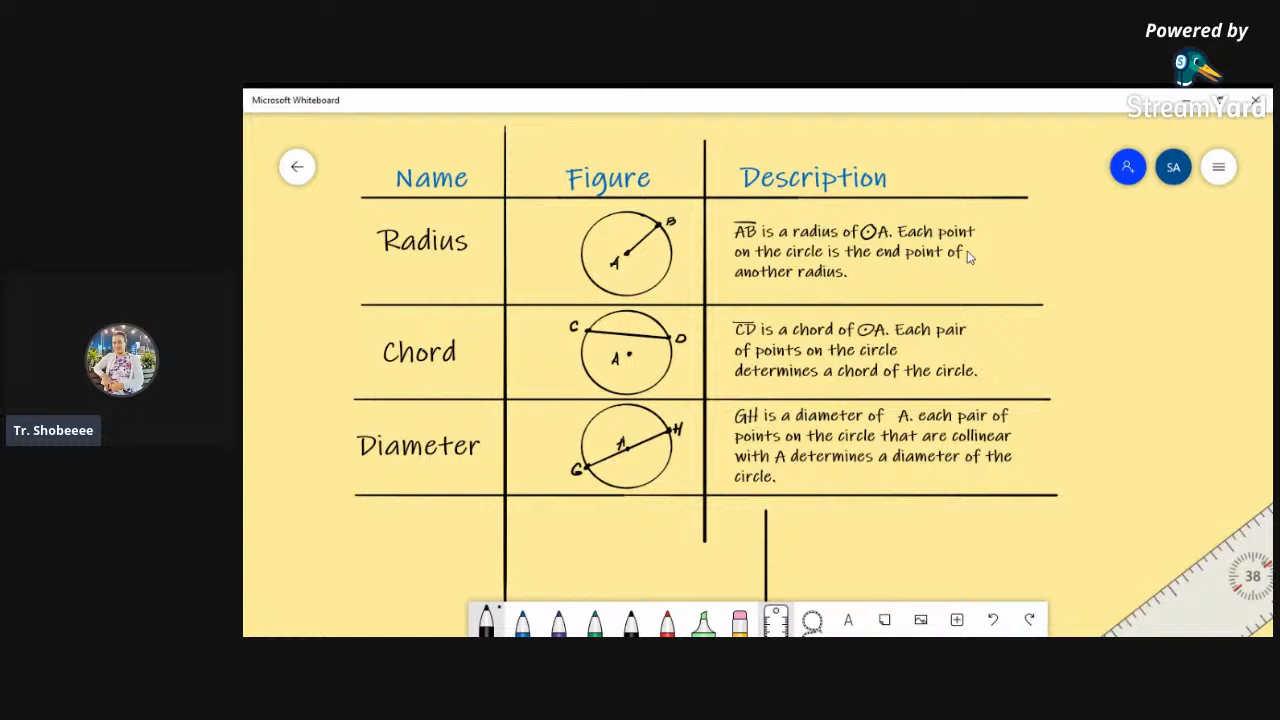 Powered by
S
StreamYard
Microsoft Whiteboard
SA
Name Figure Description
Radius
A B
A̅B̅ is a radius of ⊙A. Each point
on the circle is the end point of
another radius.
Chord
C D
A
C̅D̅ is a chord of ⊙A. Each pair
of points on the circle
determines a chord of the circle.
Diameter
A H
G
GH is a diameter of A. each pair of
points on the circle that are collinear
with A determines a diameter of the
circle.
Tr. Shobeeee
38
A